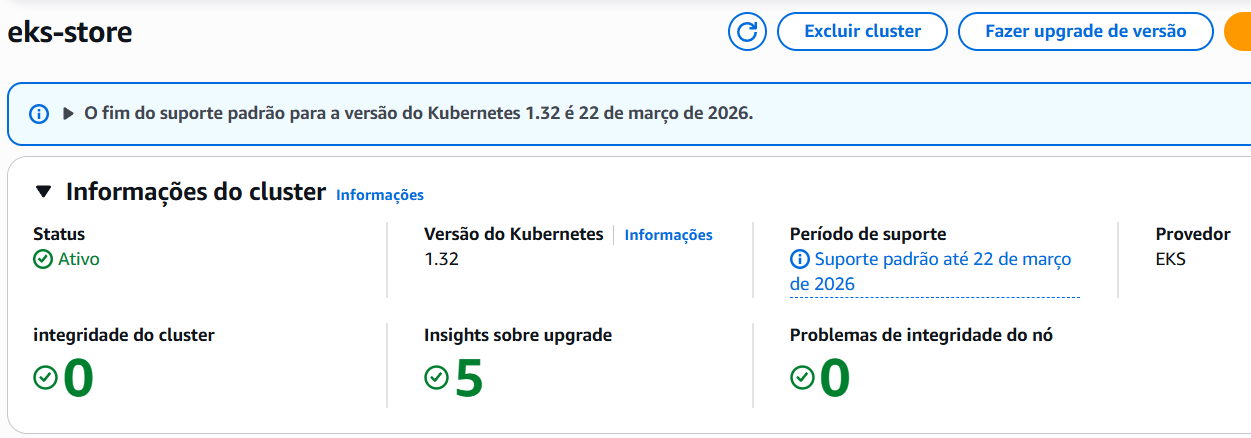 eks-store
Excluir cluster
Fazer upgrade de versão
O fim do suporte padrão para a versão do Kubernetes 1.32 é 22 de março de 2026.
Informações do cluster Informações
Status
Ativo
Versão do Kubernetes Informações
1.32
Período de suporte
Suporte padrão até 22 de março
de 2026
Provedor
EKS
integridade do cluster
0
Insights sobre upgrade
5
Problemas de integridade do nó
0